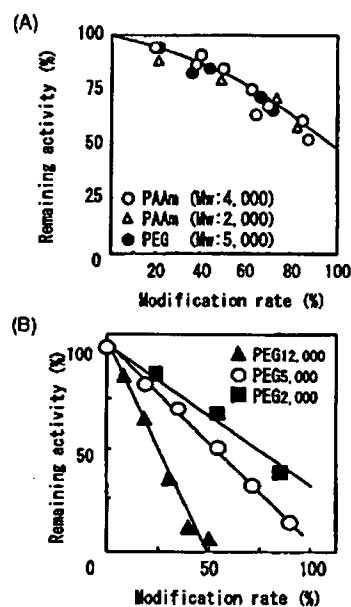 (A)
Remaining activity (%)
100
75
50
25
0
PAAm (Mw:4,000)
PAAm (Mw:2,000)
PEG (Mw:5,000)
0 20 40 60 80 100
Modification rate (%)
(B)
Remaining activity (%)
100
50
0
PEG12,000
PEG5,000
PEG2,000
50 100
Modification rate (%)